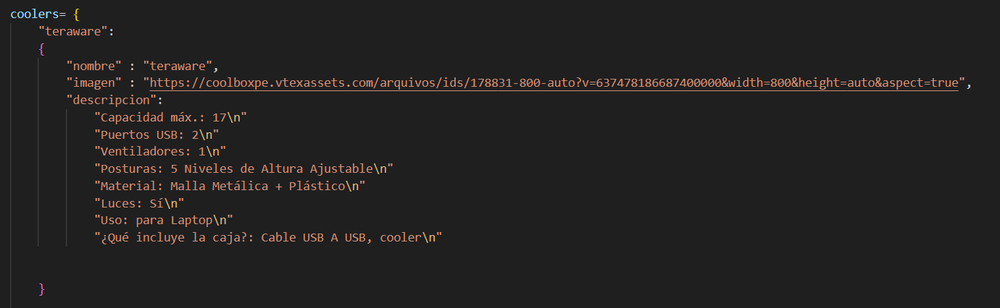 coolers= {
"teraware":
{
"nombre" : "teraware",
"imagen" : "https://coolboxpe.vtexassets.com/arquivos/ids/178831-800-auto?v=637478186687400000&width=800&height=auto&aspect=true",
"descripcion":
"Capacidad máx.: 17\n"
"Puertos USB: 2\n"
"Ventiladores: 1\n"
"Posturas: 5 Niveles de Altura Ajustable\n"
"Material: Malla Metálica + Plástico\n"
"Luces: Sí\n"
"Uso: para Laptop\n"
"¿Qué incluye la caja?: Cable USB A USB, cooler\n"
}